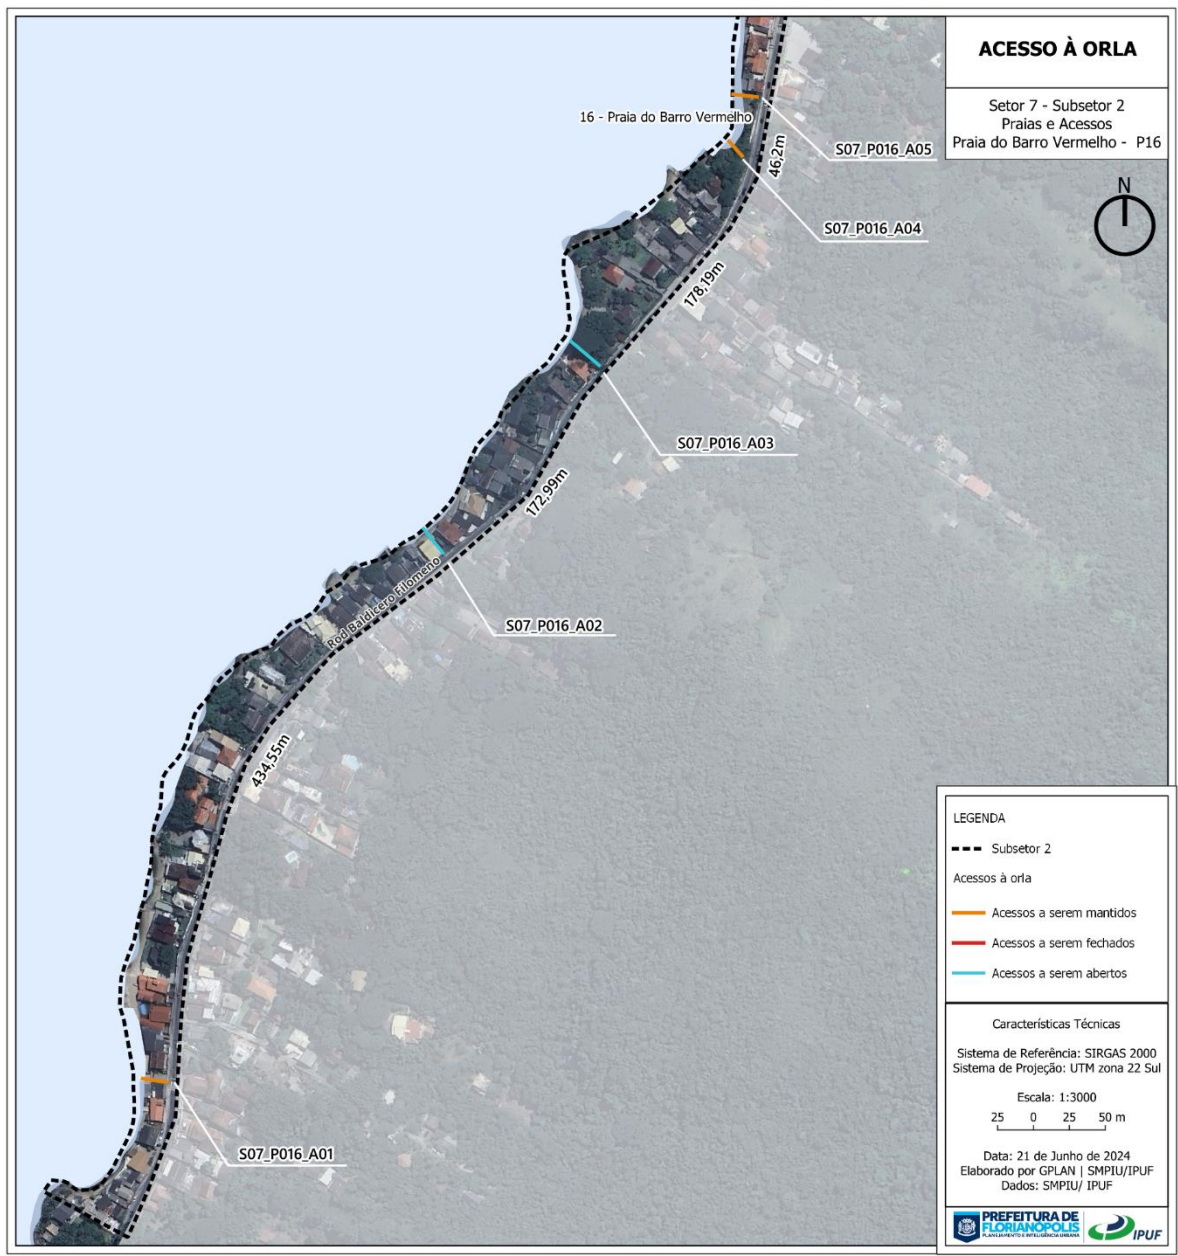 ACESSO À ORLA
Setor 7 - Subsetor 2
Praias e Acessos
Praia do Barro Vermelho - P16
N
16 - Praia do Barro Vermelho
S07_P016_A05
46,2m
S07_P016_A04
178,19m
S07_P016_A03
172,99m
Rod Baldicero Filomeno
S07_P016_A02
434,55m
S07_P016_A01
LEGENDA
Subsetor 2
Acessos à orla
Acessos a serem mantidos
Acessos a serem fechados
Acessos a serem abertos
Características Técnicas
Sistema de Referência: SIRGAS 2000
Sistema de Projeção: UTM zona 22 Sul
Escala: 1:3000
25 0 25 50 m
Data: 21 de Junho de 2024
Elaborado por GPLAN | SMPIU/IPUF
Dados: SMPIU/ IPUF
PREFEITURA DE
FLORIANÓPOLIS
PLANEJAMENTO E INTELIGÊNCIA URBANA
IPUF